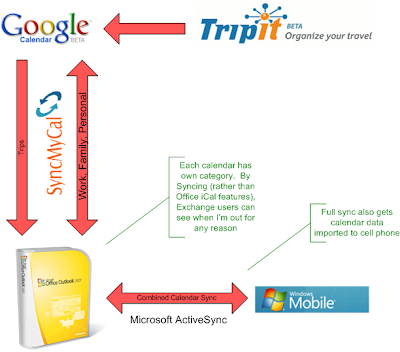 Google
Calendar BETA
TripIt
BETA
Organize your travel
Trips
SyncMyCal
Work, Family, Personal
Each calendar has
own category. By
Syncing (rather than
Office iCal features),
Exchange users can
see when I'm out for
any reason
Full sync also gets
calendar data
imported to cell phone
Office Outlook 2007
Combined Calendar Sync
Microsoft ActiveSync
Windows
Mobile